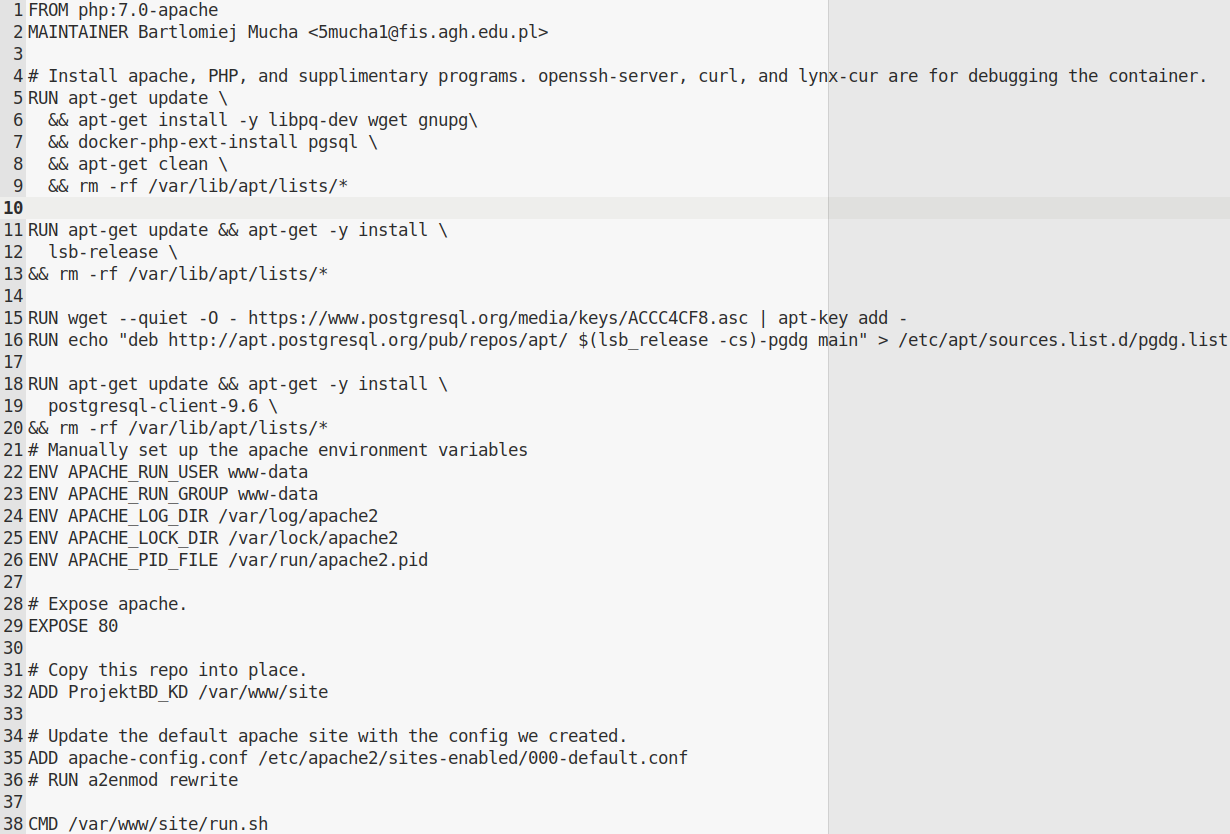 1 FROM php:7.0-apache
2 MAINTAINER Bartlomiej Mucha <5mucha1@fis.agh.edu.pl>
3
4 # Install apache, PHP, and supplimentary programs. openssh-server, curl, and lynx-cur are for debugging the container.
5 RUN apt-get update \
6   && apt-get install -y libpq-dev wget gnupg\
7   && docker-php-ext-install pgsql \
8   && apt-get clean \
9   && rm -rf /var/lib/apt/lists/*
10
11 RUN apt-get update && apt-get -y install \
12   lsb-release \
13 && rm -rf /var/lib/apt/lists/*
14
15 RUN wget --quiet -O - https://www.postgresql.org/media/keys/ACCC4CF8.asc | apt-key add -
16 RUN echo "deb http://apt.postgresql.org/pub/repos/apt/ $(lsb_release -cs)-pgdg main" > /etc/apt/sources.list.d/pgdg.list
17
18 RUN apt-get update && apt-get -y install \
19   postgresql-client-9.6 \
20 && rm -rf /var/lib/apt/lists/*
21 # Manually set up the apache environment variables
22 ENV APACHE_RUN_USER www-data
23 ENV APACHE_RUN_GROUP www-data
24 ENV APACHE_LOG_DIR /var/log/apache2
25 ENV APACHE_LOCK_DIR /var/lock/apache2
26 ENV APACHE_PID_FILE /var/run/apache2.pid
27
28 # Expose apache.
29 EXPOSE 80
30
31 # Copy this repo into place.
32 ADD ProjektBD_KD /var/www/site
33
34 # Update the default apache site with the config we created.
35 ADD apache-config.conf /etc/apache2/sites-enabled/000-default.conf
36 # RUN a2enmod rewrite
37
38 CMD /var/www/site/run.sh